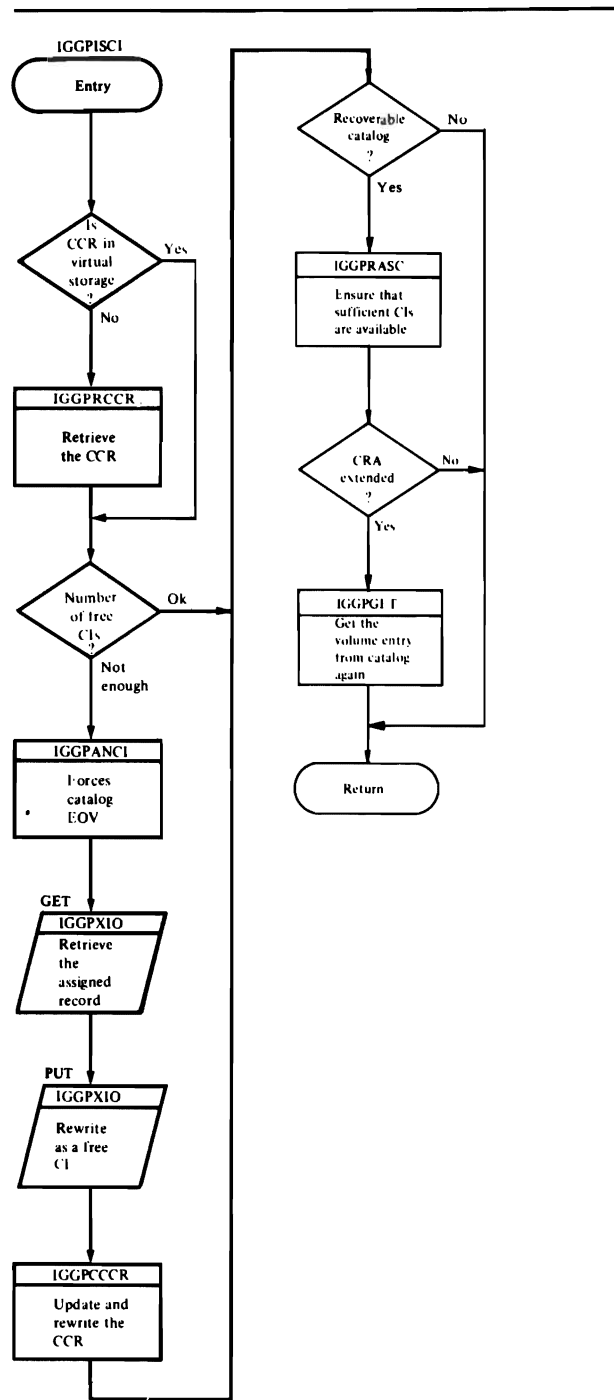 IGGPISCI
Entry
Is
CCR in
virtual
storage
?
Yes
No
IGGPRCCR
Retrieve
the CCR
Number
of free
CIs
?
Ok
Not
enough
IGGPANCI
Forces
catalog
EOV
GET
IGGPXIO
Retrieve
the
assigned
record
PUT
IGGPXIO
Rewrite
as a free
CI
IGGPCCCR
Update and
rewrite the
CCR
Recoverable
catalog
?
No
Yes
IGGPRASC
Ensure that
sufficient CIs
are available
CRA
extended
?
No
Yes
IGGPGET
Get the
volume entry
from catalog
again
Return